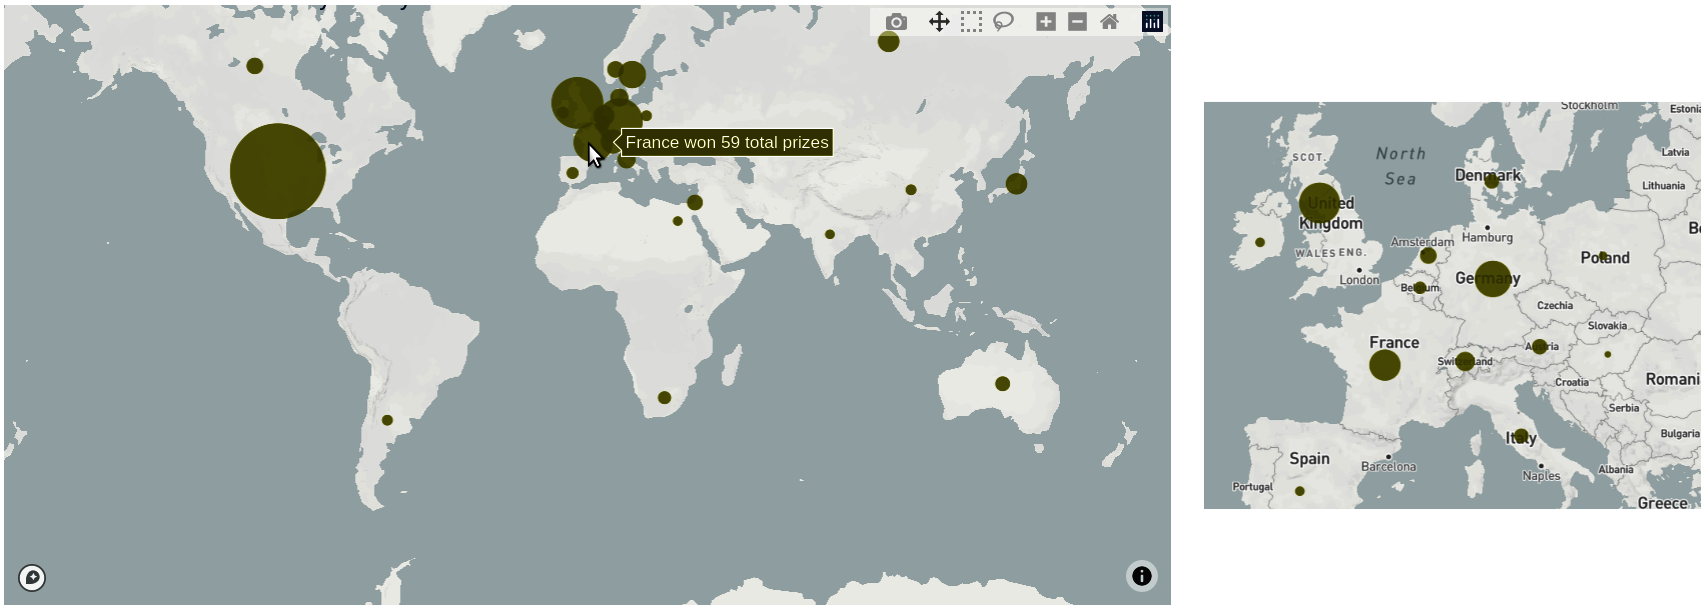 France won 59 total prizes
Stockholm
Estonia
North
Sea
SCOT.
Latvia
Denmark
Lithuania
United
Kingdom
Hamburg
Amsterdam
WALES
ENG.
London
Germany
Poland
Belgium
Czechia
Slovakia
France
Austria
Switzerland
Croatia
Romani
Serbia
Bulgaria
Italy
Spain
Barcelona
Naples
Albania
Portugal
Greece